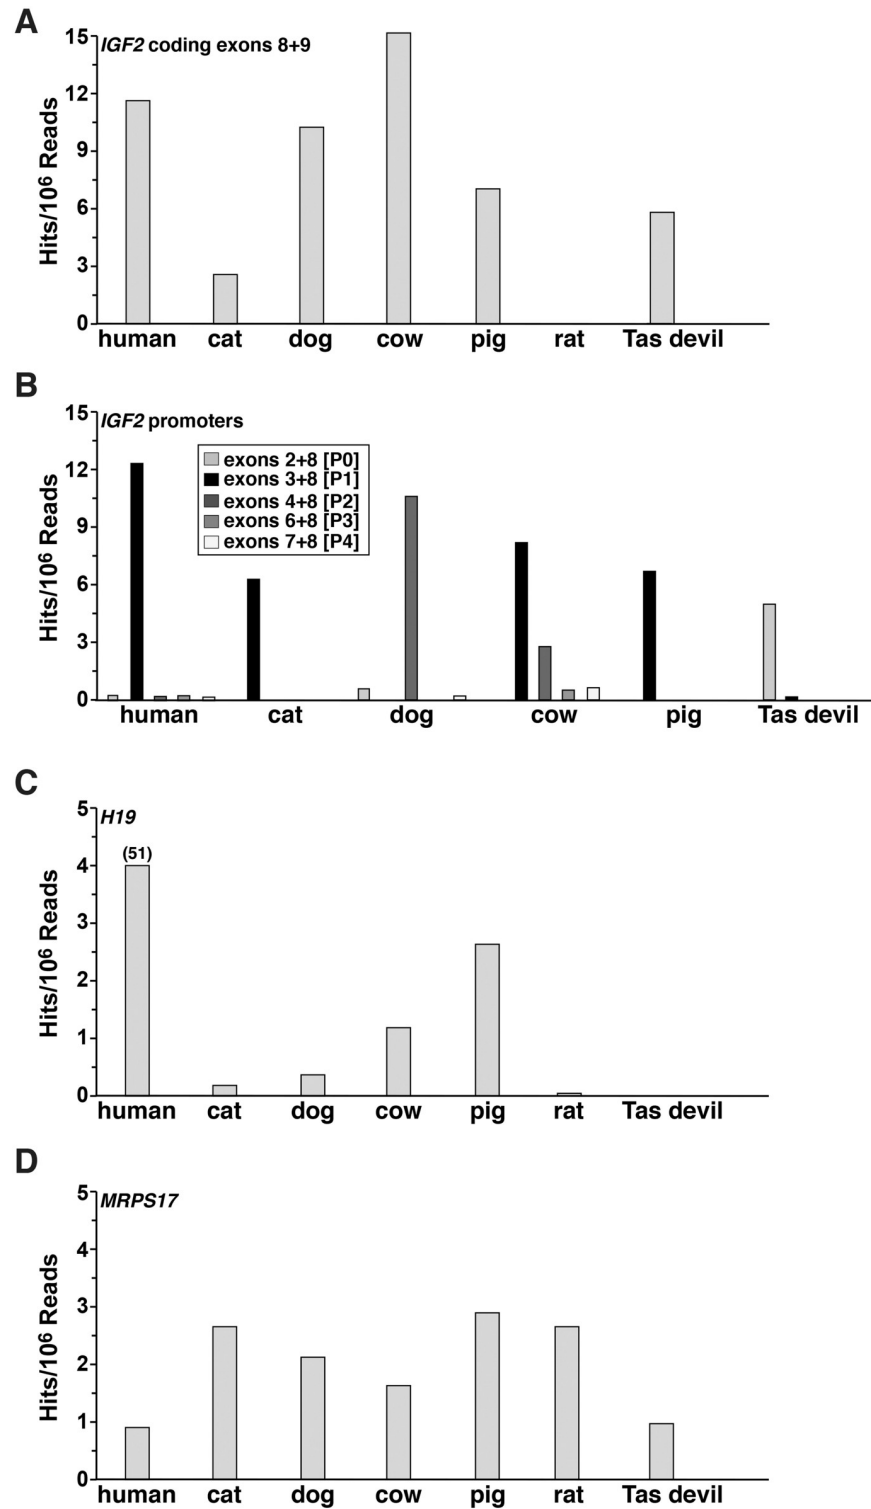 A
IGF2 coding exons 8+9
Hits/10⁶ Reads
15
12
9
6
3
0
human cat dog cow pig rat Tas devil
B
IGF2 promoters
exons 2+8 [P0]
exons 3+8 [P1]
exons 4+8 [P2]
exons 6+8 [P3]
exons 7+8 [P4]
Hits/10⁶ Reads
15
12
9
6
3
0
human cat dog cow pig Tas devil
C
H19
(51)
Hits/10⁶ Reads
5
4
3
2
1
0
human cat dog cow pig rat Tas devil
D
MRPS17
Hits/10⁶ Reads
5
4
3
2
1
0
human cat dog cow pig rat Tas devil